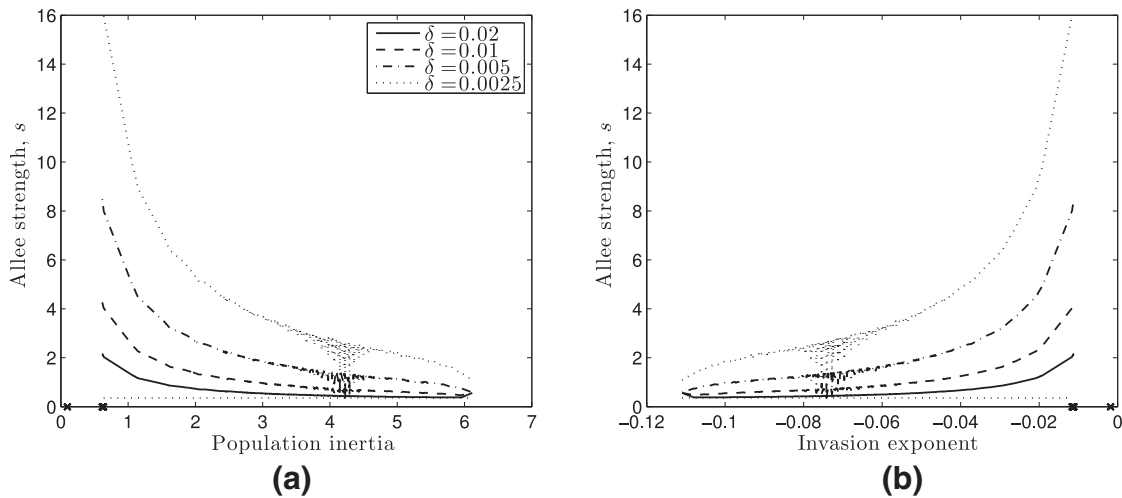 16
14
12
10
8
6
4
2
0
Allee strength, s
0 1 2 3 4 5 6 7
Population inertia
δ = 0.02
δ = 0.01
δ = 0.005
δ = 0.0025
(a)
16
14
12
10
8
6
4
2
0
Allee strength, s
−0.12 −0.1 −0.08 −0.06 −0.04 −0.02 0
Invasion exponent
(b)